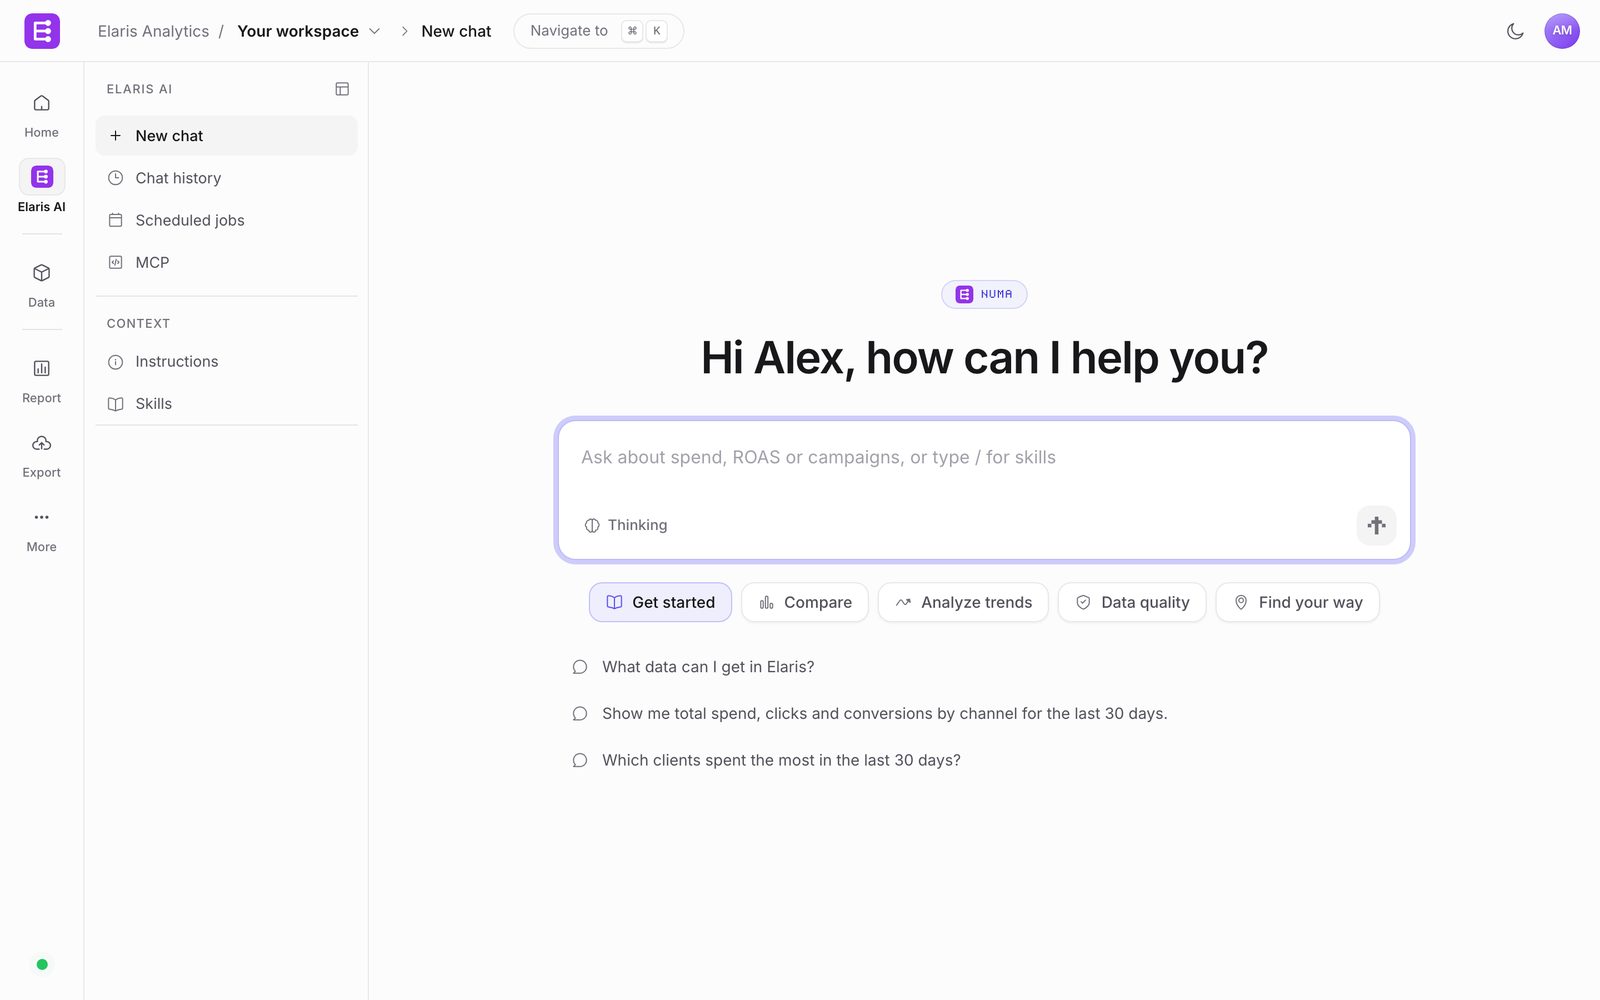 Elaris Analytics / Your workspace > New chat
Navigate to ⌘ K
AM
Home
Elaris AI
Data
Report
Export
More
ELARIS AI
New chat
Chat history
Scheduled jobs
MCP
CONTEXT
Instructions
Skills
NUMA
Hi Alex, how can I help you?
Ask about spend, ROAS or campaigns, or type / for skills
Thinking
Get started
Compare
Analyze trends
Data quality
Find your way
What data can I get in Elaris?
Show me total spend, clicks and conversions by channel for the last 30 days.
Which clients spent the most in the last 30 days?